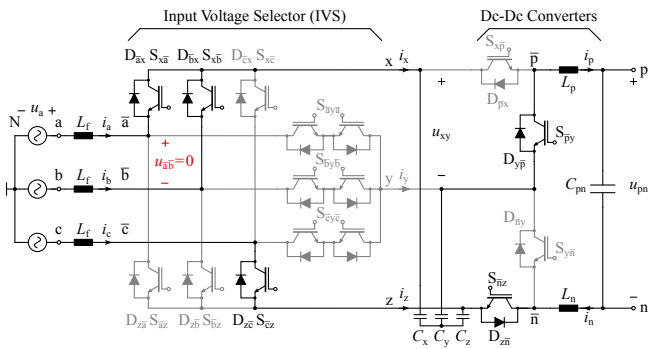 Input Voltage Selector (IVS) Dc-Dc Converters
D_āx S_xā D_b̄x S_xb̄ D_c̄x S_xc̄ x i_x S_xp̄ p̄ i_p p
D_p̄x L_p
N − u_a + a L_f i_a ā S_āyā + S_p̄y
+ u_xy D_yp̄
u_āb̄=0 S_b̄yb̄ y i_y C_pn u_pn
b L_f i_b b̄ − −
c L_f i_c c̄ S_c̄yc̄ D_n̄y S_yn̄
z i_z S_n̄z L_n − n
D_zā S_āz D_zb̄ S_b̄z D_zc̄ S_c̄z C_x C_y C_z D_zn̄ n̄ i_n